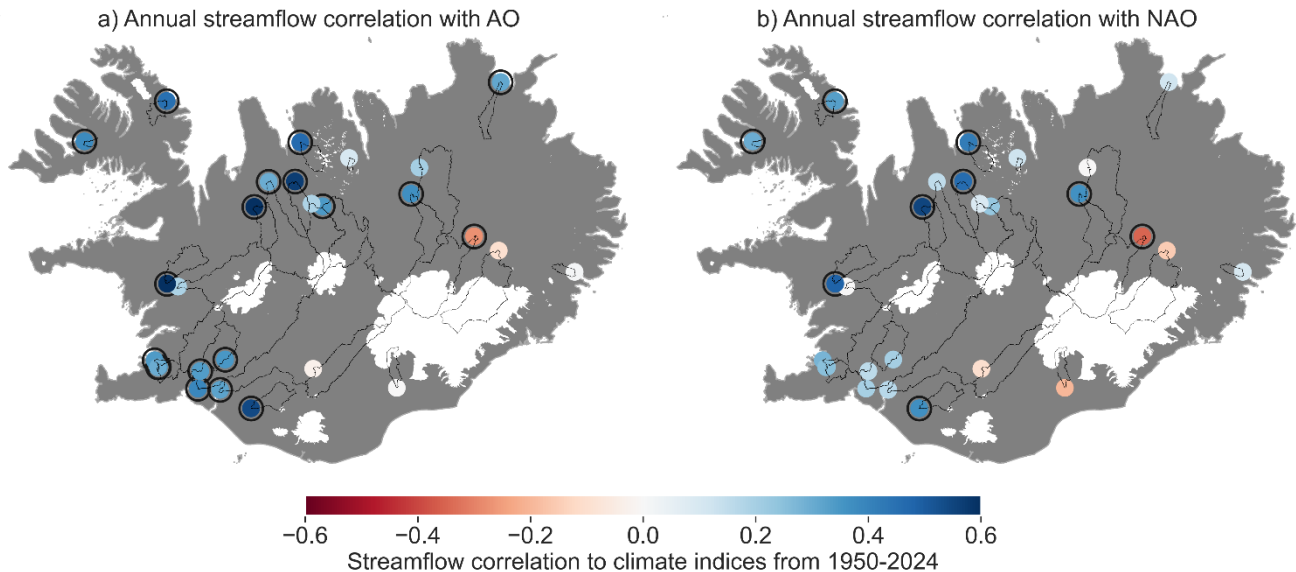 a) Annual streamflow correlation with AO
b) Annual streamflow correlation with NAO
−0.6 −0.4 −0.2 0.0 0.2 0.4 0.6
Streamflow correlation to climate indices from 1950-2024